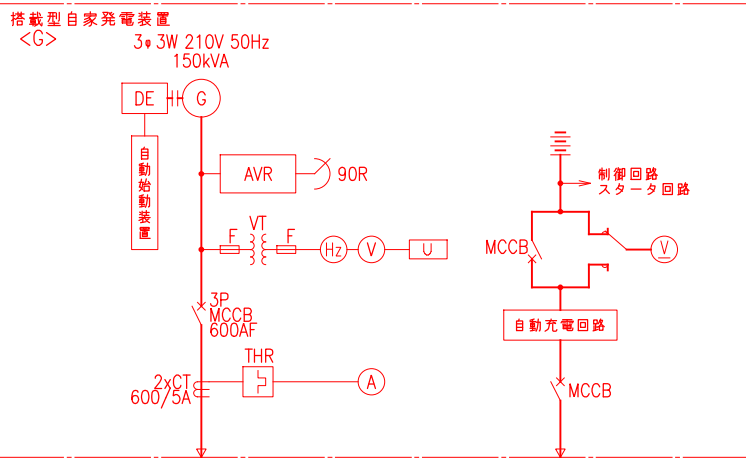 搭載型自家発電装置
<G>
3φ3W 210V 50Hz
150kVA
DE
G
自動始動装置
AVR
90R
VT
F
F
Hz
V
U
3P
MCCB
600AF
THR
2xCT
600/5A
A
制御回路
スタータ回路
MCCB
V
自動充電回路
MCCB